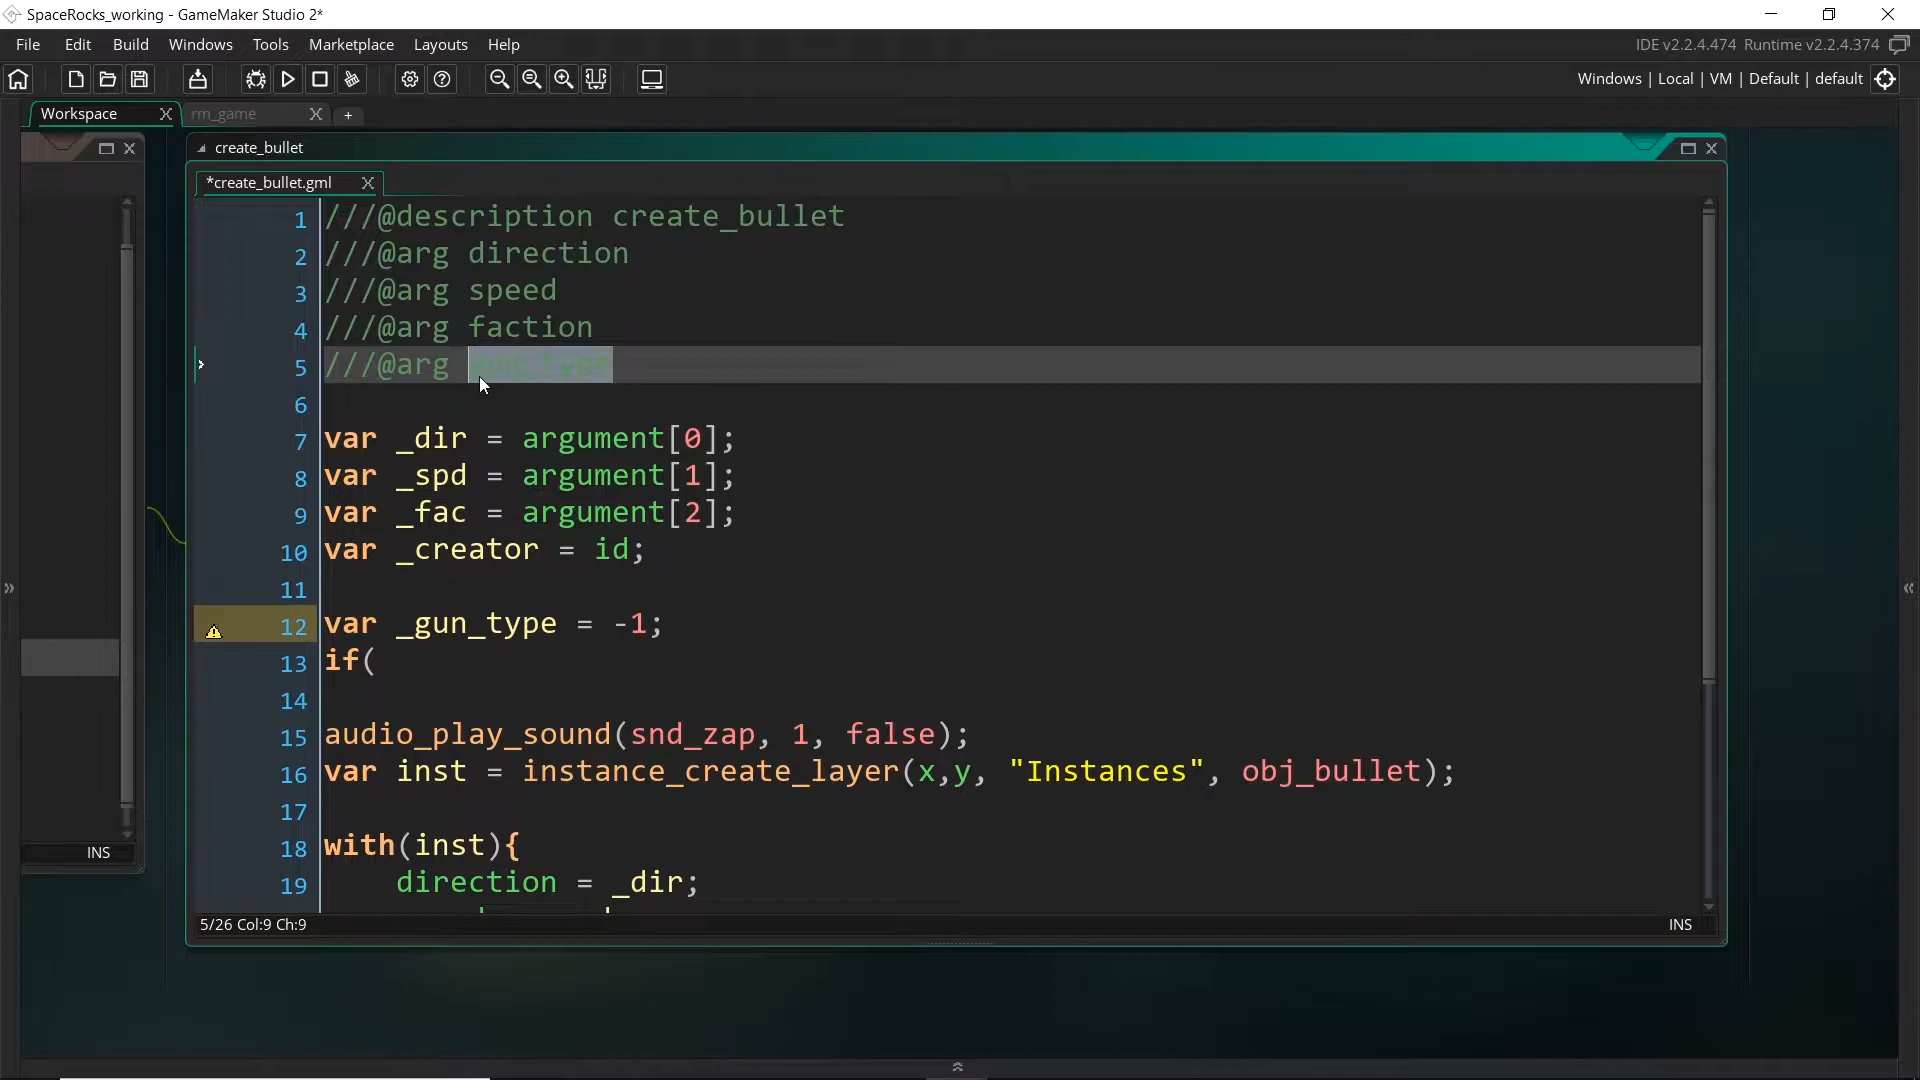 SpaceRocks_working - GameMaker Studio 2*
File Edit Build Windows Tools Marketplace Layouts Help
IDE v2.2.4.474 Runtime v2.2.4.374
Windows | Local | VM | Default | default
Workspace
rm_game
create_bullet
*create_bullet.gml
1 ///@description create_bullet
2 ///@arg direction
3 ///@arg speed
4 ///@arg faction
5 ///@arg gun_type
6
7 var _dir = argument[0];
8 var _spd = argument[1];
9 var _fac = argument[2];
10 var _creator = id;
11
12 var _gun_type = -1;
13 if(
14
15 audio_play_sound(snd_zap, 1, false);
16 var inst = instance_create_layer(x,y, "Instances", obj_bullet);
17
18 with(inst){
19 direction = _dir;
INS
5/26 Col:9 Ch:9
INS